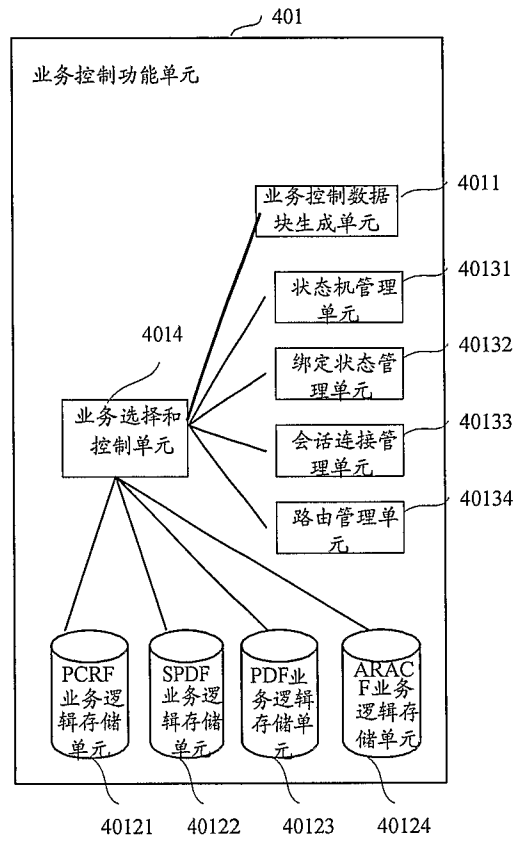 401
业务控制功能单元
业务控制数据
块生成单元
4011
状态机管理
单元
40131
4014
绑定状态管
理单元
40132
业务选择和
控制单元
会话连接管
理单元
40133
路由管理单
元
40134
PCRF
业务逻
辑存储
单元
SPDF
业务逻
辑存储
单元
PDF业
务逻辑
存储单
元
ARAC
F业务
逻辑存
储单元
40121
40122
40123
40124